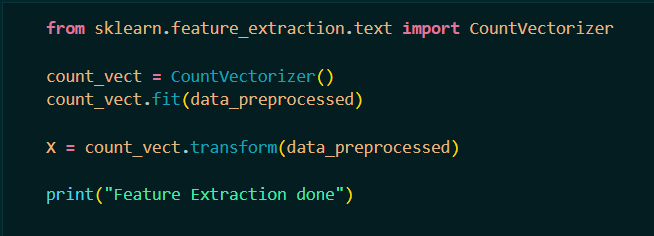 from sklearn.feature_extraction.text import CountVectorizer
count_vect = CountVectorizer()
count_vect.fit(data_preprocessed)
X = count_vect.transform(data_preprocessed)
print("Feature Extraction done")